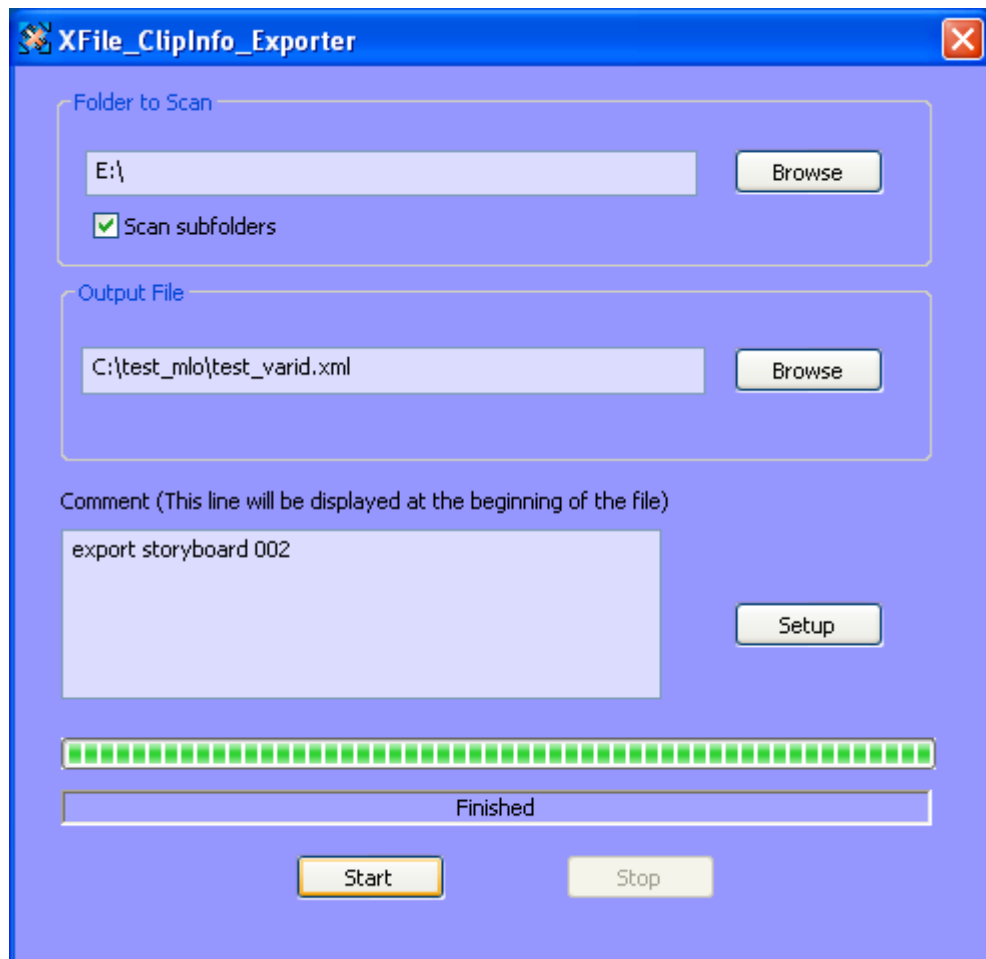 XFile_ClipInfo_Exporter
Folder to Scan
E:\
Browse
Scan subfolders
Output File
C:\test_mlo\test_varid.xml
Browse
Comment (This line will be displayed at the beginning of the file)
export storyboard 002
Setup
Finished
Start
Stop